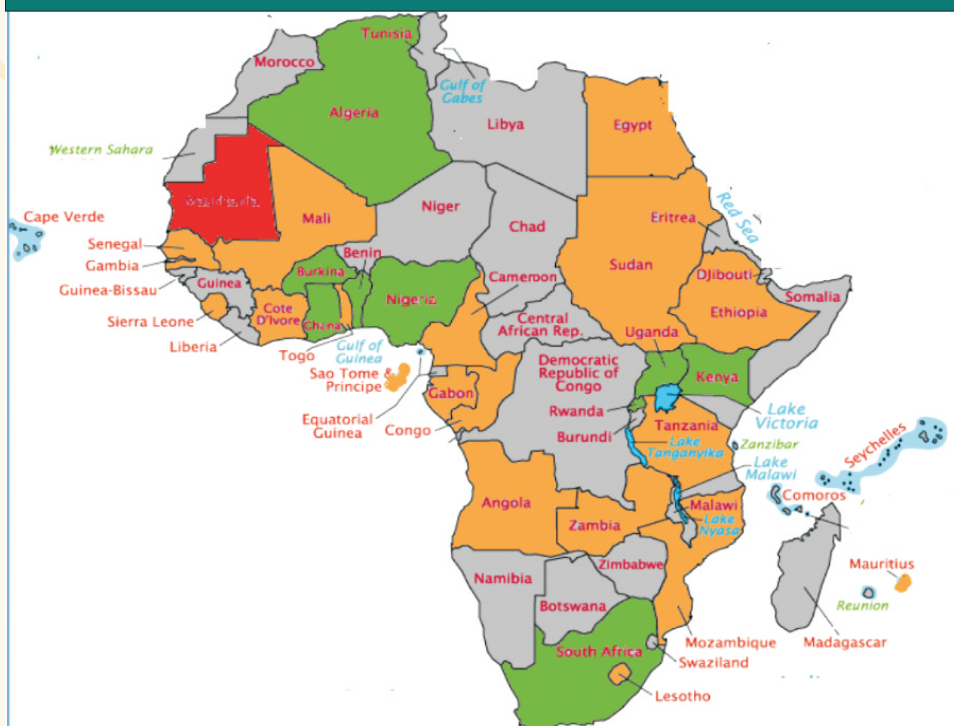 Tunisia
Morocco
Gulf of
Gabes
Algeria
Libya
Egypt
Western Sahara
Cape Verde
Mali
Niger
Chad
Eritrea
Red Sea
Senegal
Gambia
Guinea-Bissau
Guinea
Benin
Burkina
Nigeria
Cameroon
Sudan
Djibouti
Somalia
Ethiopia
Sierra Leone
Cote
D'Ivore
Ghana
Central
African Rep.
Uganda
Liberia
Togo
Gulf of
Guinea
Sao Tome &
Principe
Democratic
Republic of
Congo
Kenya
Gabon
Equatorial
Guinea
Congo
Rwanda
Burundi
Tanzania
Lake
Victoria
Lake
Tanganyika
Zanzibar
Lake
Malawi
Seychelles
Comoros
Angola
Zambia
Malawi
Lake
Nyasa
Namibia
Zimbabwe
Botswana
Mauritius
Reunion
Mozambique
Madagascar
South Africa
Swaziland
Lesotho